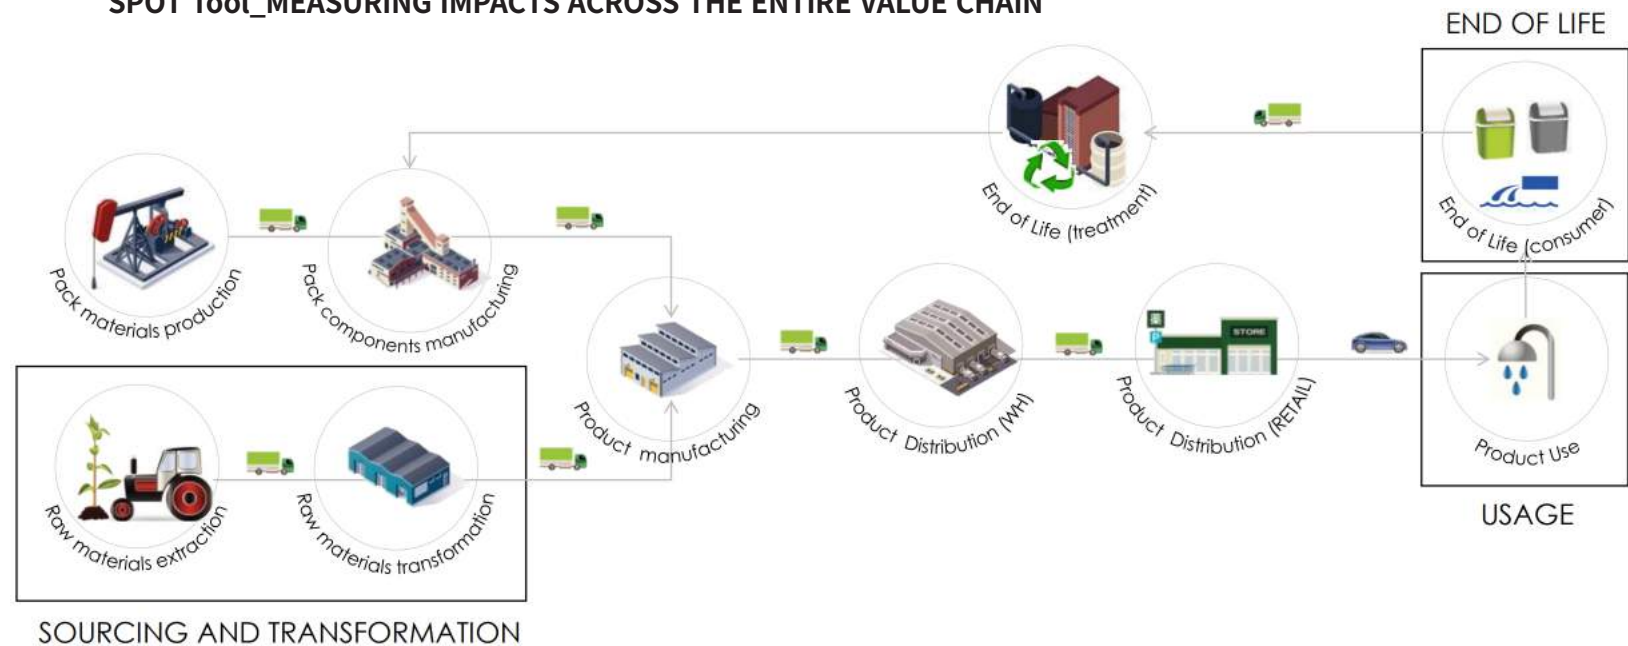 SPOT Tool_MEASURING IMPACTS ACROSS THE ENTIRE VALUE CHAIN
END OF LIFE
End of Life (treatment)
End of Life (consumer)
Pack materials production
Pack components manufacturing
STORE
Product manufacturing
Product Distribution (WH)
Product Distribution (RETAIL)
Product Use
USAGE
Raw materials extraction
Raw materials transformation
SOURCING AND TRANSFORMATION